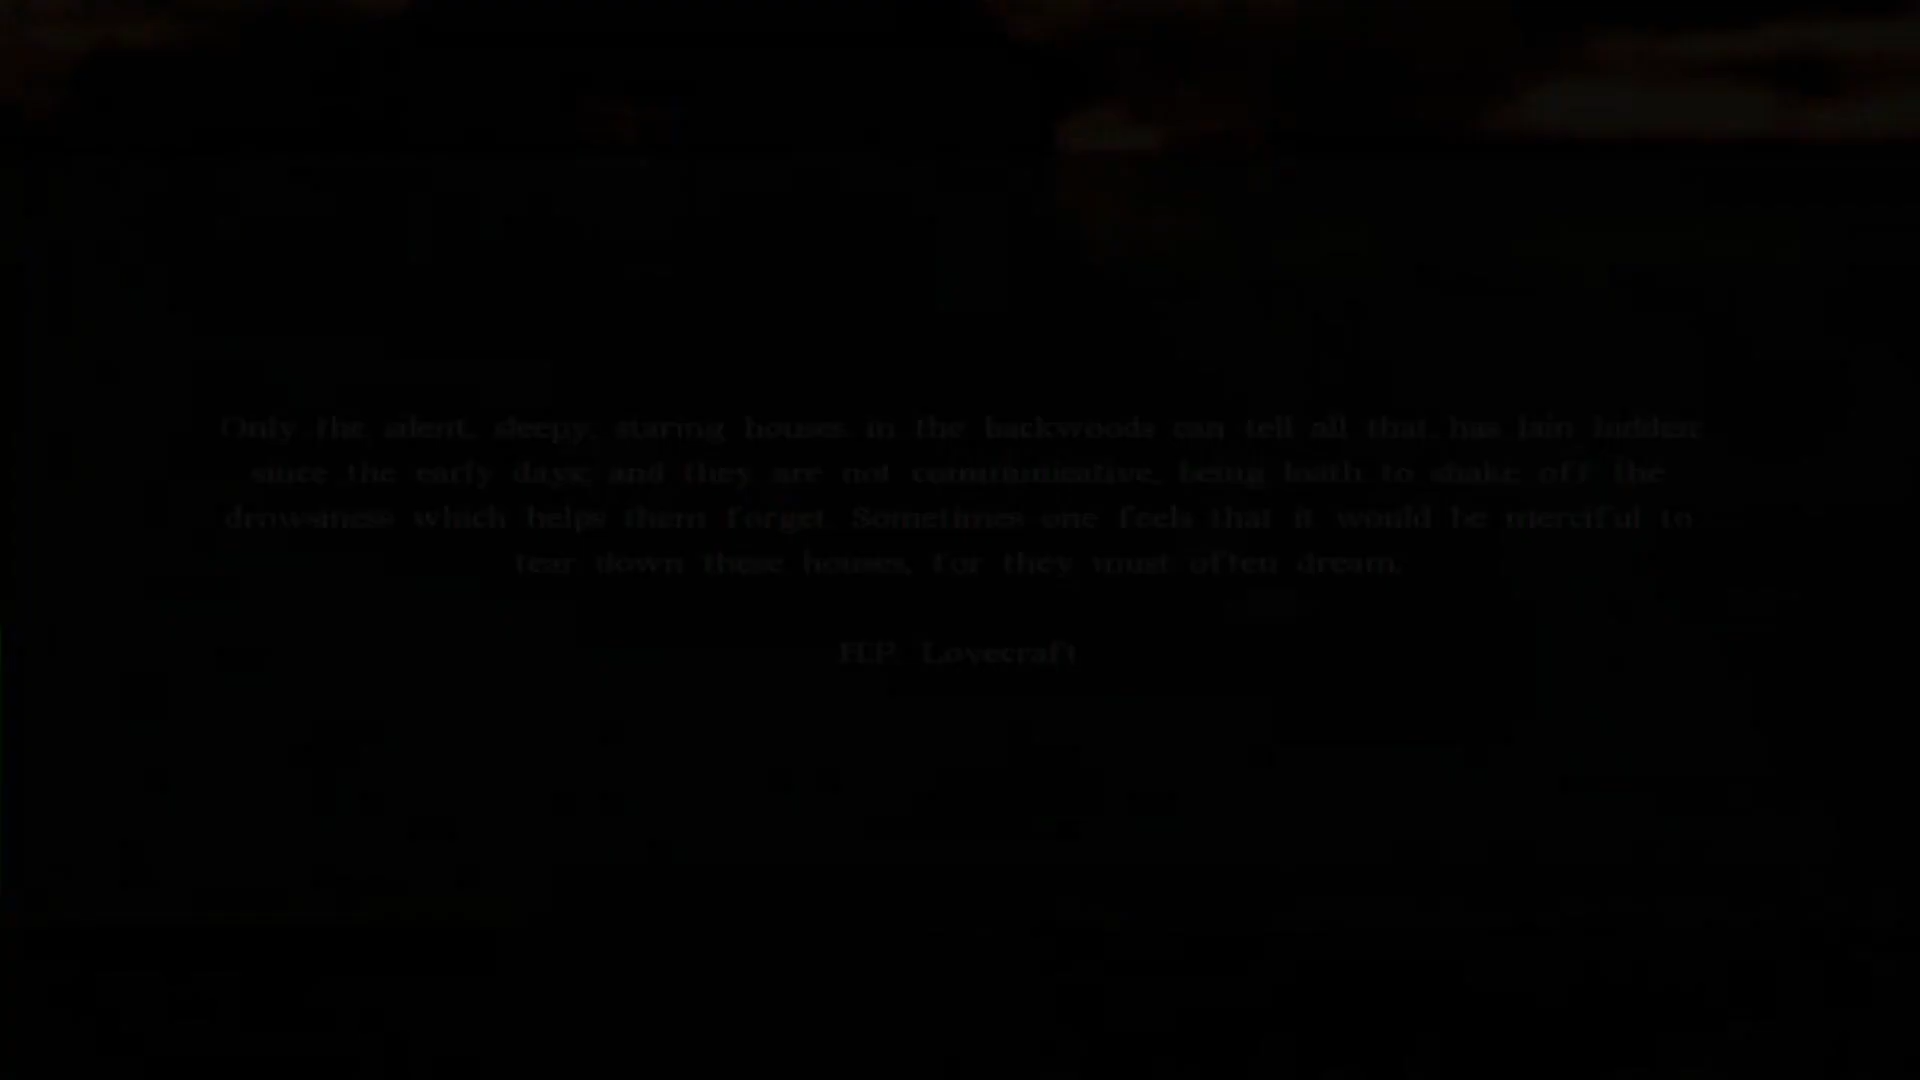 Only the silent, sleepy, staring houses in the backwoods can tell all that has lain hidden
since the early days; and they are not communicative, being loath to shake off the
drowsiness which helps them forget. Sometimes one feels that it would be merciful to
tear down these houses, for they must often dream.
H.P. Lovecraft